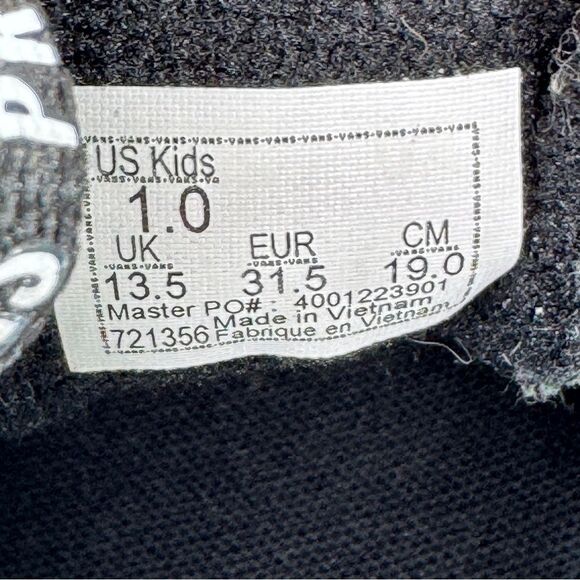 PR
US Kids
1.0
UK EUR CM
13.5 31.5 19.0
Master PO# : 4001223901
Made in Vietnam
721356 Fabrique en Vietnam